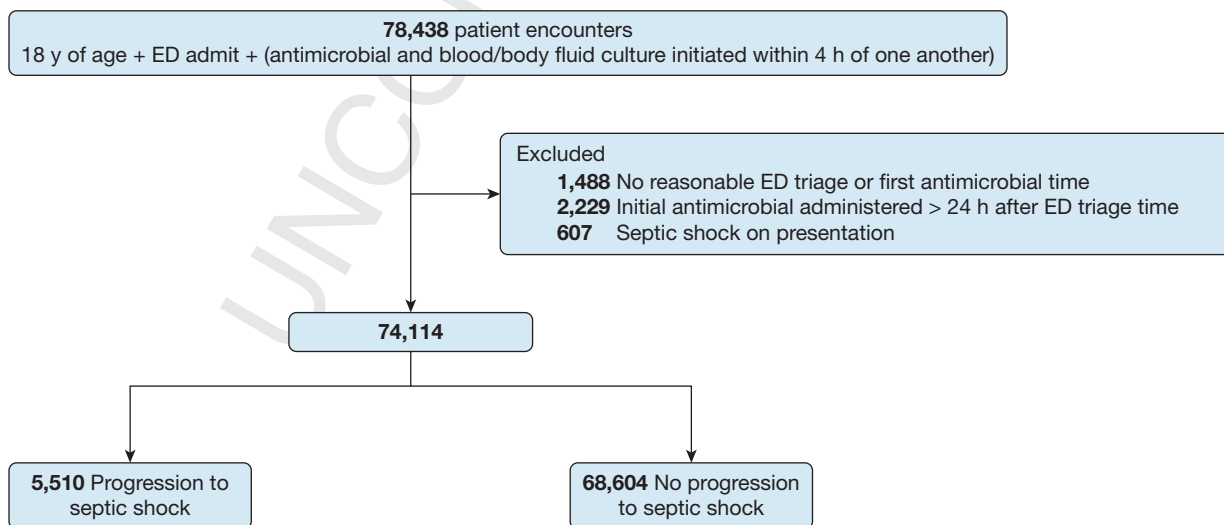 78,438 patient encounters
18 y of age + ED admit + (antimicrobial and blood/body fluid culture initiated within 4 h of one another)
Excluded
1,488 No reasonable ED triage or first antimicrobial time
2,229 Initial antimicrobial administered > 24 h after ED triage time
607 Septic shock on presentation
74,114
5,510 Progression to
septic shock
68,604 No progression
to septic shock